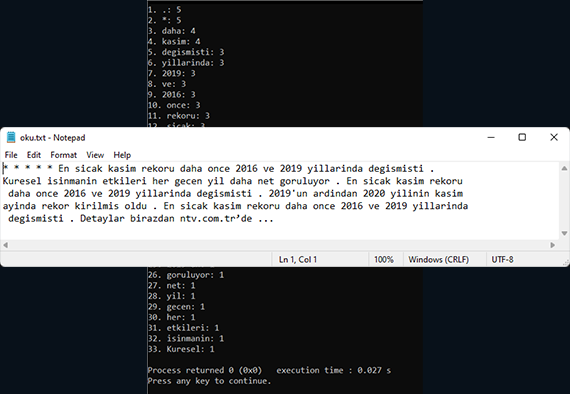 1. .: 5
2. *: 5
3. daha: 4
4. kasim: 4
5. degismisti: 3
6. yillarinda: 3
7. 2019: 3
8. ve: 3
9. 2016: 3
10. once: 3
11. rekoru: 3
12. sicak: 3
oku.txt - Notepad
File Edit Format View Help
* * * * * En sicak kasim rekoru daha once 2016 ve 2019 yillarinda degismisti .
Kuresel isinmanin etkileri her gecen yil daha net goruluyor . En sicak kasim rekoru
daha once 2016 ve 2019 yillarinda degismisti . 2019'un ardindan 2020 yilinin kasim
ayinda rekor kirilmis oldu . En sicak kasim rekoru daha once 2016 ve 2019 yillarinda
degismisti . Detaylar birazdan ntv.com.tr’de ...
Ln 1, Col 1 100% Windows (CRLF) UTF-8
26. goruluyor: 1
27. net: 1
28. yil: 1
29. gecen: 1
30. her: 1
31. etkileri: 1
32. isinmanin: 1
33. Kuresel: 1
Process returned 0 (0x0) execution time : 0.027 s
Press any key to continue.